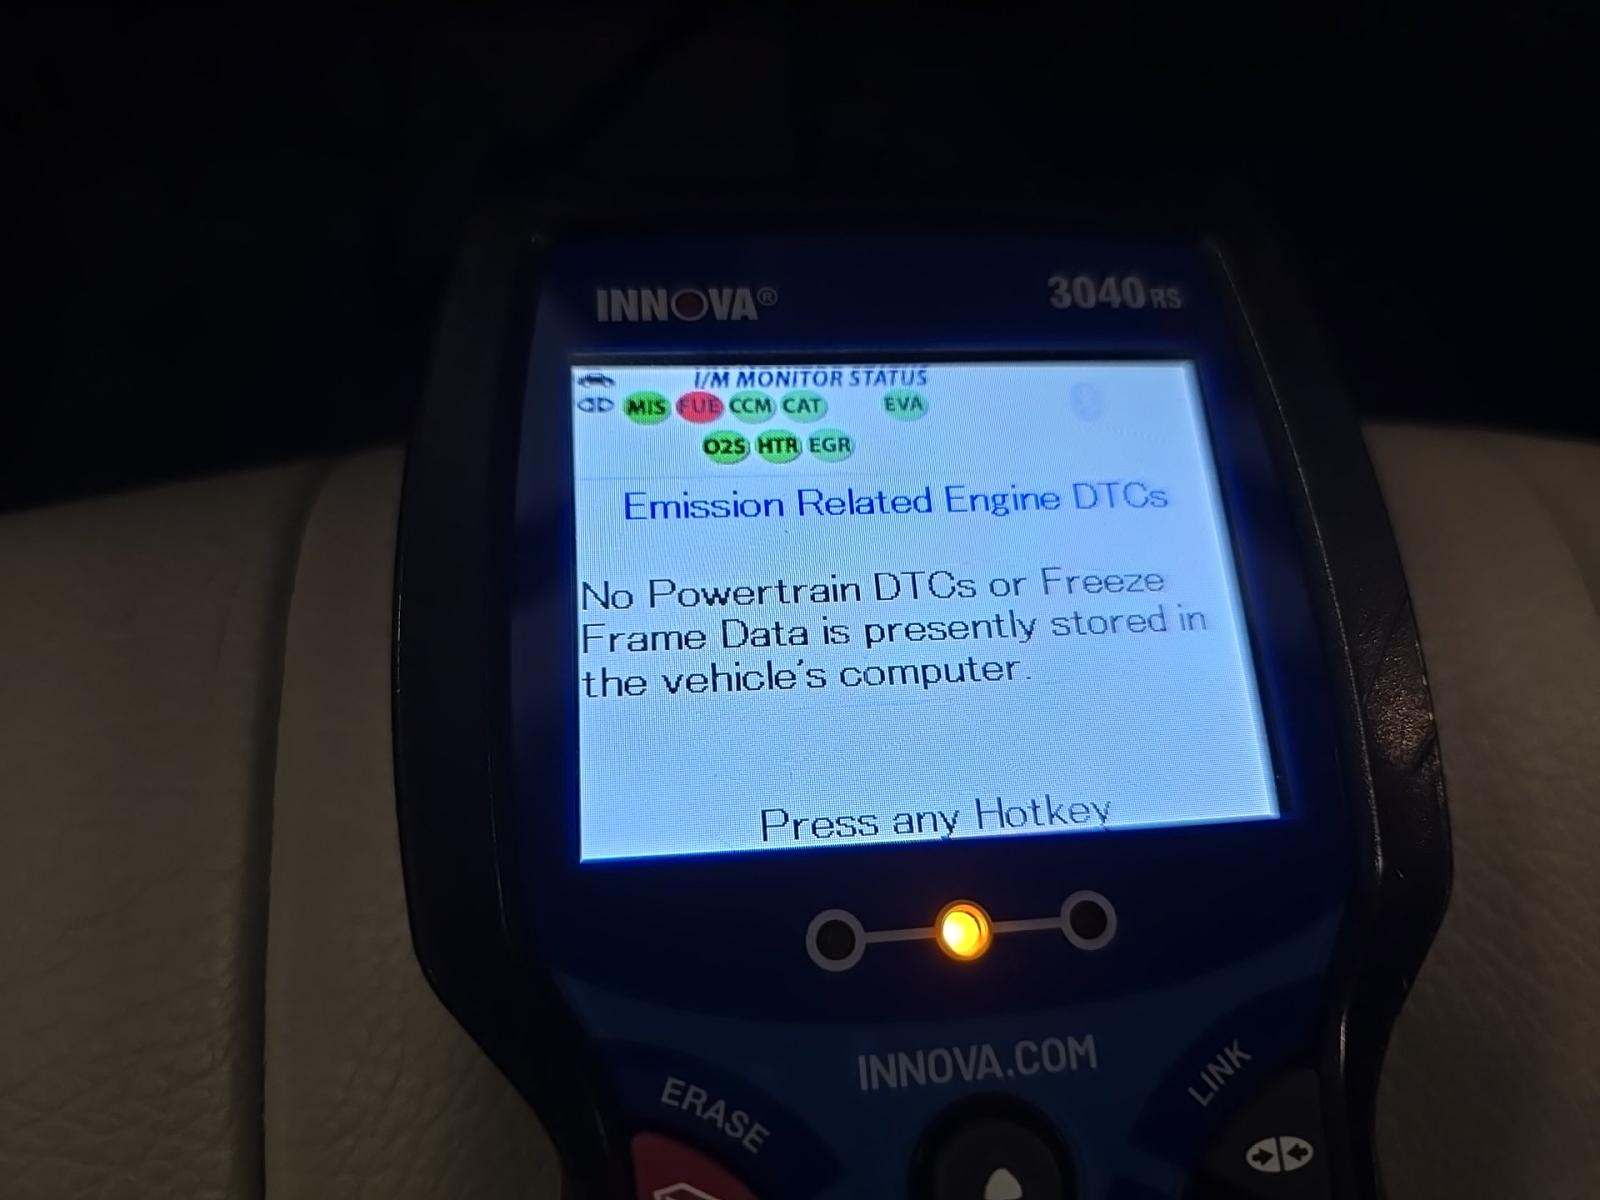 INNOVA® 3040RS
I/M MONITOR STATUS
MIS FUE CCM CAT EVA
O2S HTR EGR
Emission Related Engine DTCs
No Powertrain DTCs or Freeze
Frame Data is presently stored in
the vehicle's computer.
Press any Hotkey
INNOVA.COM
ERASE
LINK